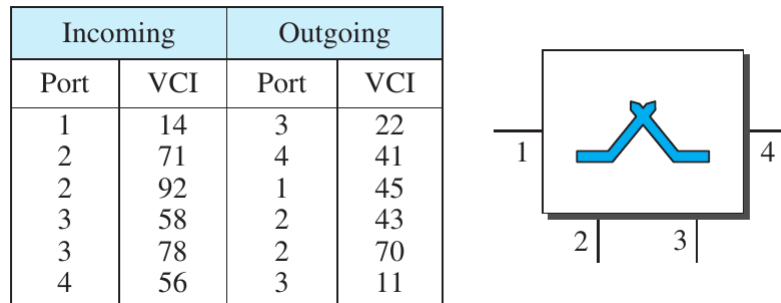 Incoming Outgoing
Port VCI Port VCI
1 14 3 22
2 71 4 41
2 92 1 45
3 58 2 43
3 78 2 70
4 56 3 11
1 4
2 3